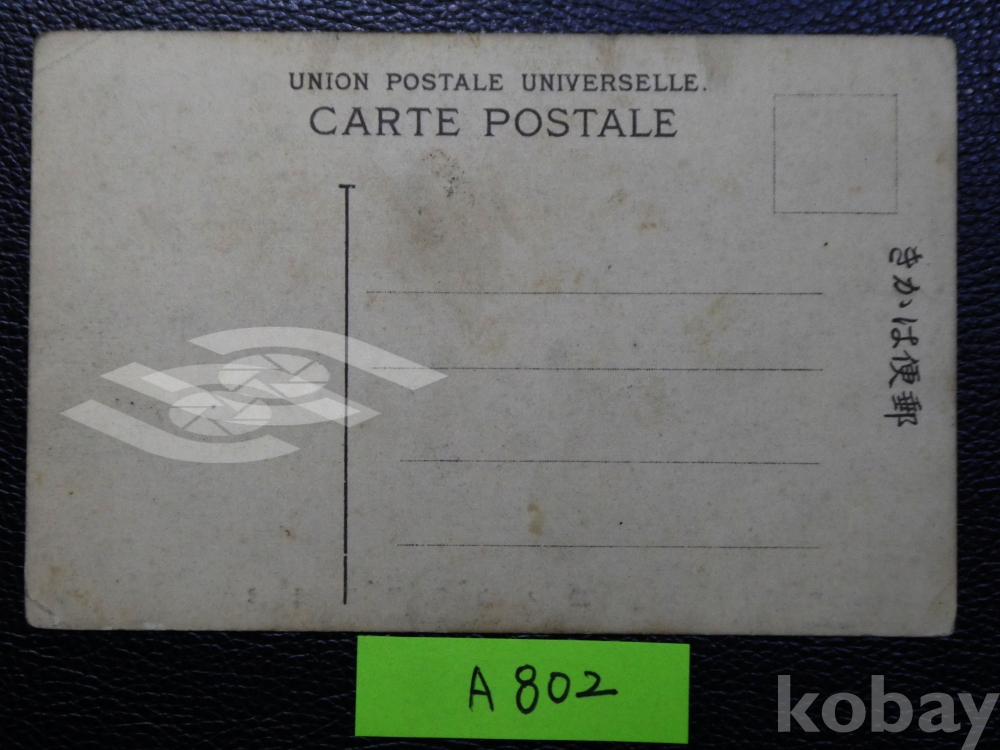 UNION POSTALE UNIVERSELLE.
CARTE POSTALE
きかは便郵
A 802
kobay